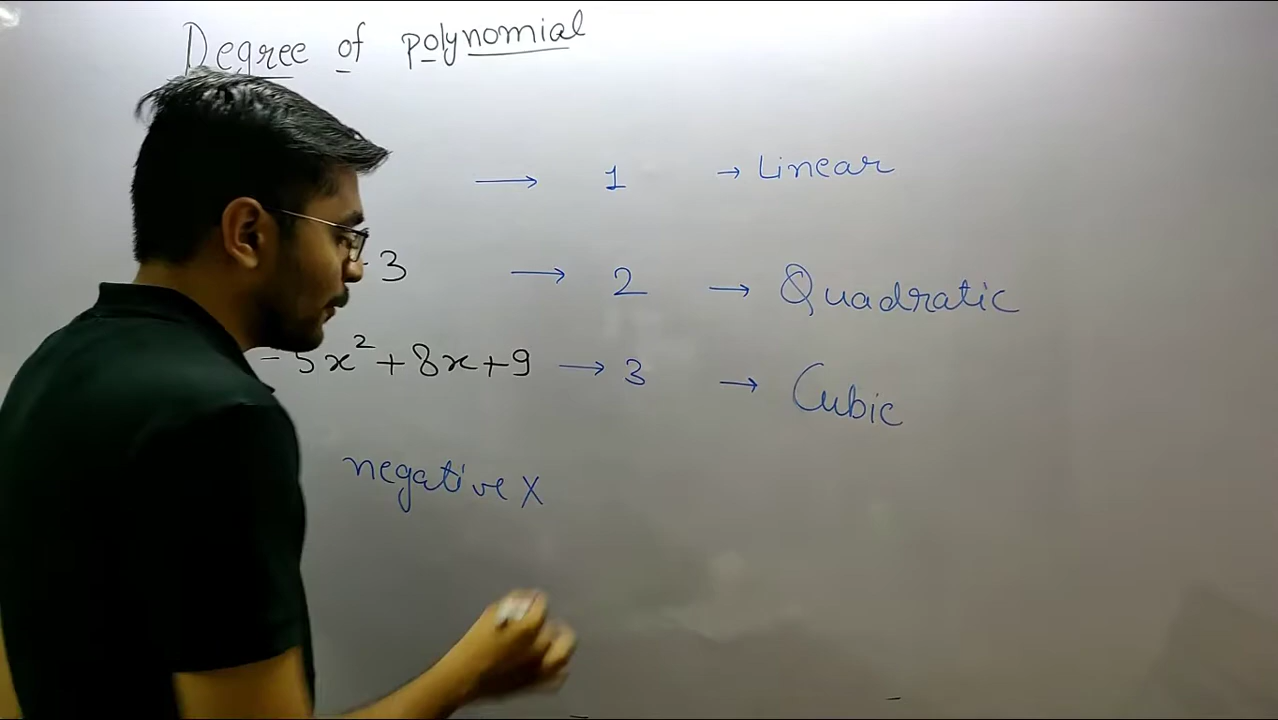 Degree of polynomial
→ 1 → Linear
- 3 → 2 → Quadratic
- 5x² + 8x + 9 → 3 → Cubic
negative X